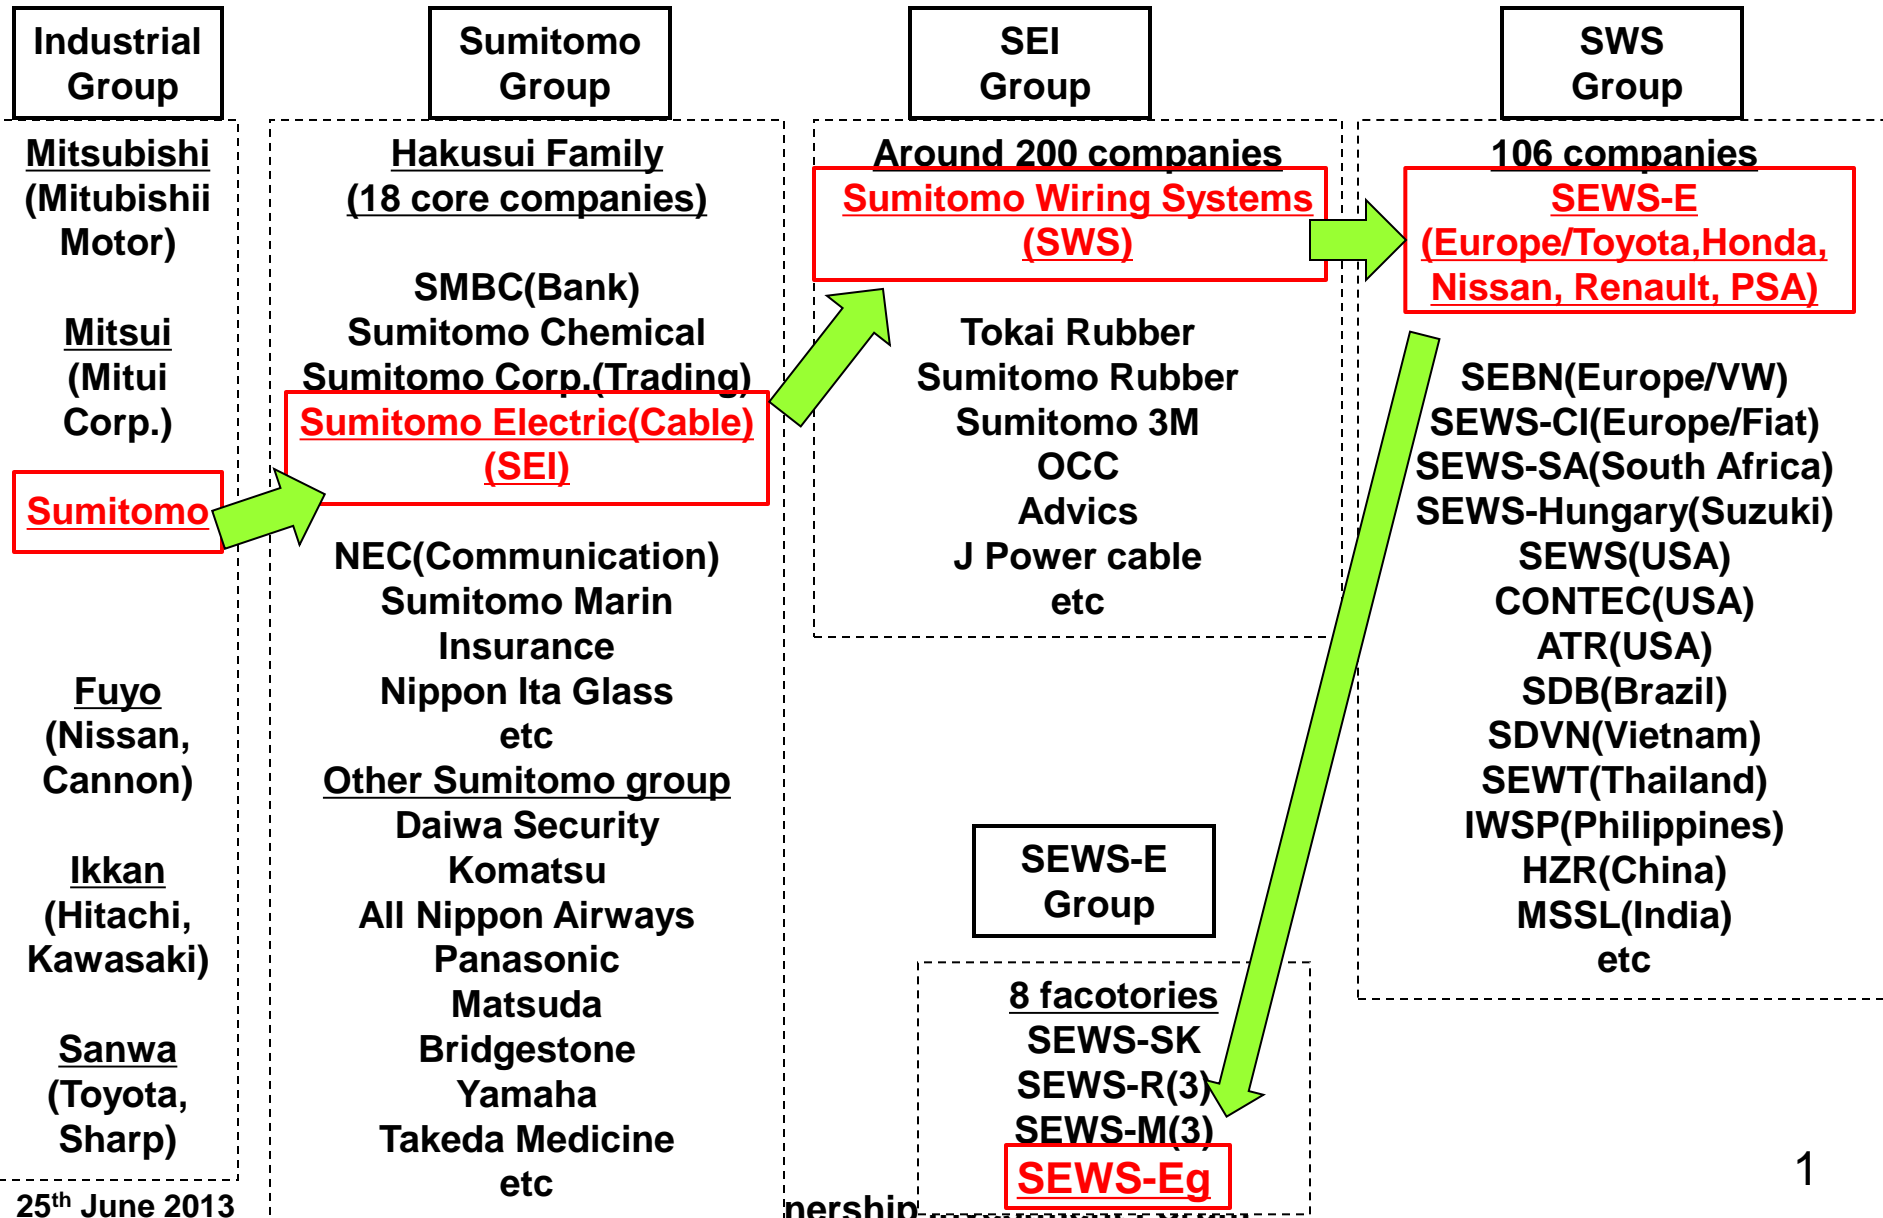 Industrial
Group
Mitsubishi
(Mitubishii
Motor)
Mitsui
(Mitui
Corp.)
Sumitomo
Fuyo
(Nissan,
Cannon)
Ikkan
(Hitachi,
Kawasaki)
Sanwa
(Toyota,
Sharp)
Sumitomo
Group
Hakusui Family
(18 core companies)
SMBC(Bank)
Sumitomo Chemical
Sumitomo Corp.(Trading)
Sumitomo Electric(Cable)
(SEI)
NEC(Communication)
Sumitomo Marin
Insurance
Nippon Ita Glass
etc
Other Sumitomo group
Daiwa Security
Komatsu
All Nippon Airways
Panasonic
Matsuda
Bridgestone
Yamaha
Takeda Medicine
etc
SEI
Group
Around 200 companies
Sumitomo Wiring Systems
(SWS)
Tokai Rubber
Sumitomo Rubber
Sumitomo 3M
OCC
Advics
J Power cable
etc
SWS
Group
106 companies
SEWS-E
(Europe/Toyota,Honda,
Nissan, Renault, PSA)
SEBN(Europe/VW)
SEWS-CI(Europe/Fiat)
SEWS-SA(South Africa)
SEWS-Hungary(Suzuki)
SEWS(USA)
CONTEC(USA)
ATR(USA)
SDB(Brazil)
SDVN(Vietnam)
SEWT(Thailand)
IWSP(Philippines)
HZR(China)
MSSL(India)
etc
SEWS-E
Group
8 facotories
SEWS-SK
SEWS-R(3)
SEWS-M(3)
SEWS-Eg
25th June 2013
nership
1